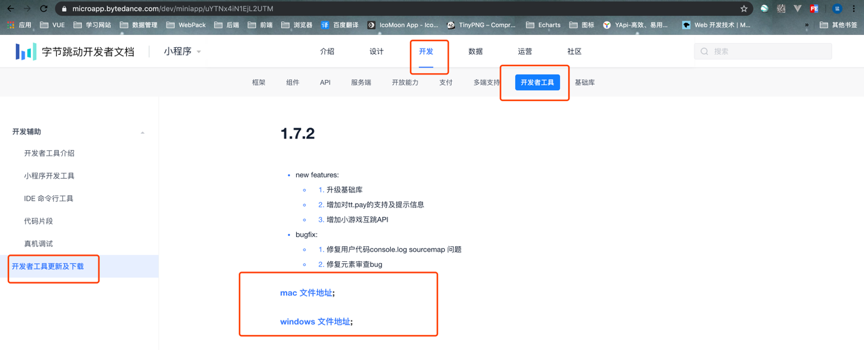 microapp.bytedance.com/dev/miniapp/uYTNx4iN1EjL2UTM
应用 VUE 学习网站 数据管理 WebPack 后端 前端 浏览器 译 百度翻译 IcoMoon App - Ico... TinyPNG – Compr... Echarts 图标 YApi-高效、易用... Web 开发技术 | M... 其他书签
字节跳动开发者文档 小程序 介绍 设计 开发 数据 运营 社区 搜索
框架 组件 API 服务端 开放能力 支付 多端支持 开发者工具 基础库
开发辅助
开发者工具介绍
小程序开发工具
IDE 命令行工具
代码片段
真机调试
开发者工具更新及下载
1.7.2
new features:
1. 升级基础库
2. 增加对tt.pay的支持及提示信息
3. 增加小游戏互跳API
bugfix:
1. 修复用户代码console.log sourcemap 问题
2. 修复元素审查bug
mac 文件地址;
windows 文件地址;